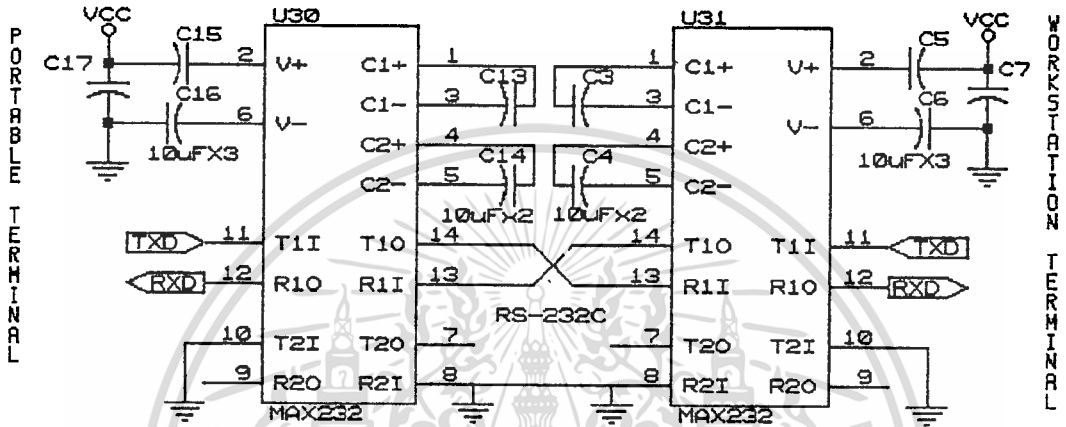 PORTABLE TERMINAL
VCC
C15
C17
C16
10uFX3
U30
2 V+ C1+ 1
C13
C1- 3
6 V- C2+ 4
C14
C2- 5
10uFx2
TXD 11 T1I T1O 14
RXD 12 R1O R1I 13
10 T2I T2O 7
9 R2O R2I 8
MAX232
RS-232C
U31
C3
1 C1+ V+ 2
3 C1-
C4
4 C2+ V- 6
5 C2-
10uFx2
14 T1O T1I 11 TXD
13 R1I R1O 12 RXD
7 T2O T2I 10
8 R2I R2O 9
MAX232
VCC
C5
C7
C6
10uFX3
WORKSTATION TERMINAL